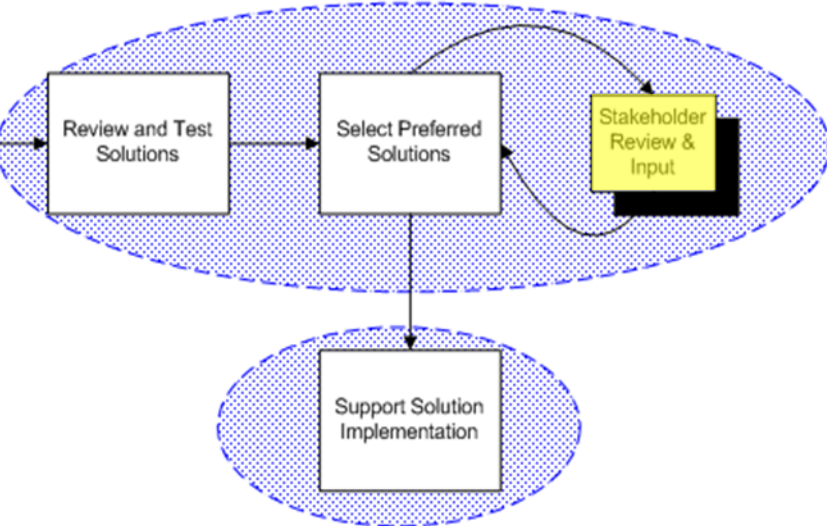 Review and Test
Solutions
Select Preferred
Solutions
Stakeholder
Review &
Input
Support Solution
Implementation